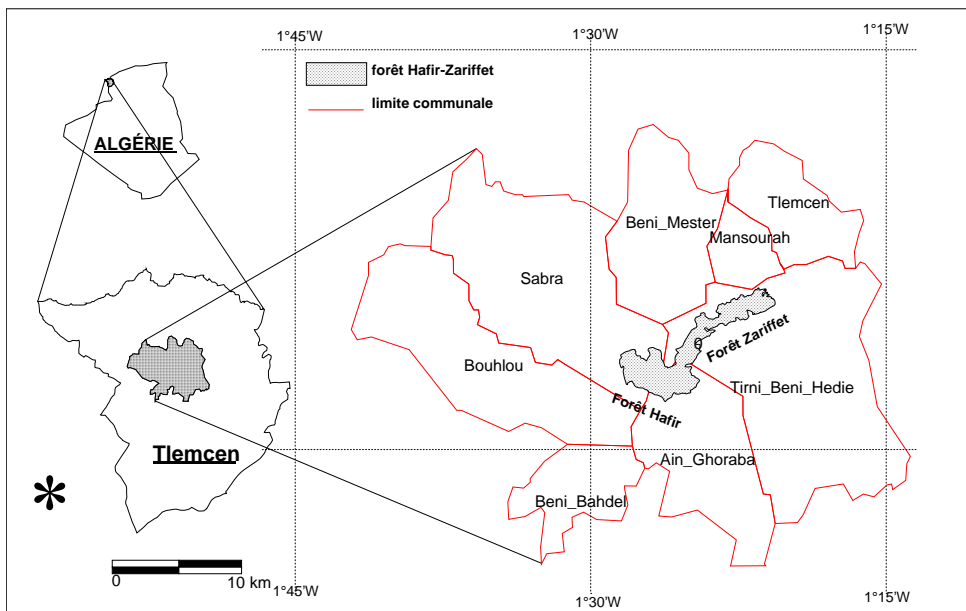 1°45'W
1°30'W
1°15'W
forêt Hafir-Zariffet
limite communale
ALGÉRIE
Tlemcen
Beni_Mester
Mansourah
Sabra
Forêt Zariffet
Bouhlou
Tirni_Beni_Hedie
Forêt Hafir
Ain_Ghoraba
Tlemcen
Beni_Bahdel
0
10 km
1°45'W
1°30'W
1°15'W